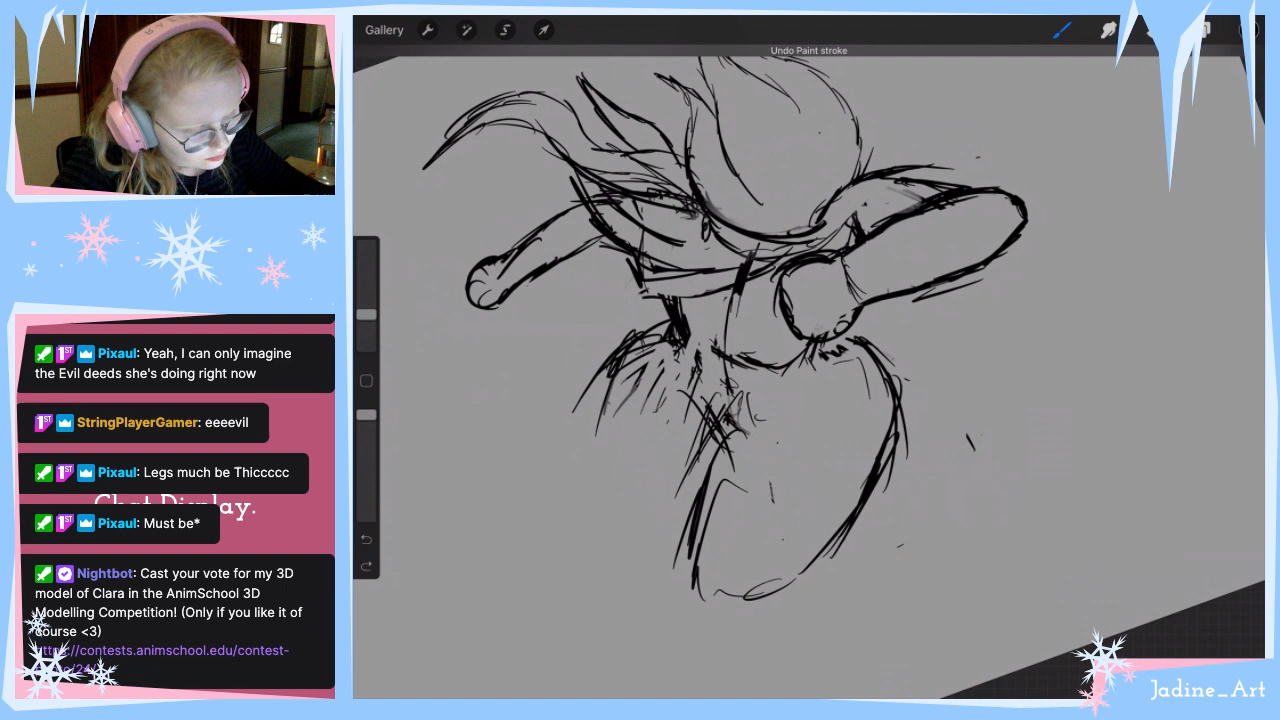 Gallery
Undo Paint stroke
Pixaul: Yeah, I can only imagine
the Evil deeds she's doing right now
StringPlayerGamer: eeeevil
Pixaul: Legs much be Thiccccc
Chat Display.
Pixaul: Must be*
Nightbot: Cast your vote for my 3D
model of Clara in the AnimSchool 3D
Modelling Competition! (Only if you like it of
course <3)
https://contests.animschool.edu/contest-
Jadine_Art